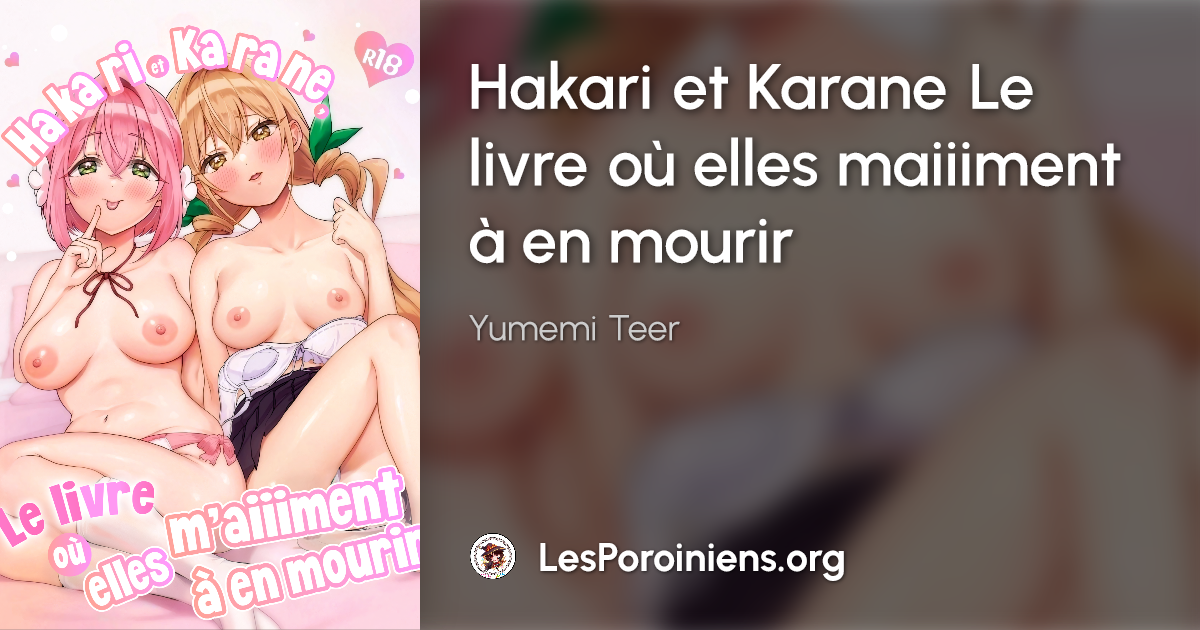 Hakari et Karane.
R18
Le livre
où elles m'aiiiment
à en mourir
Hakari et Karane Le
livre où elles maiiiment
à en mourir
Yumemi Teer
LesPoroiniens.org